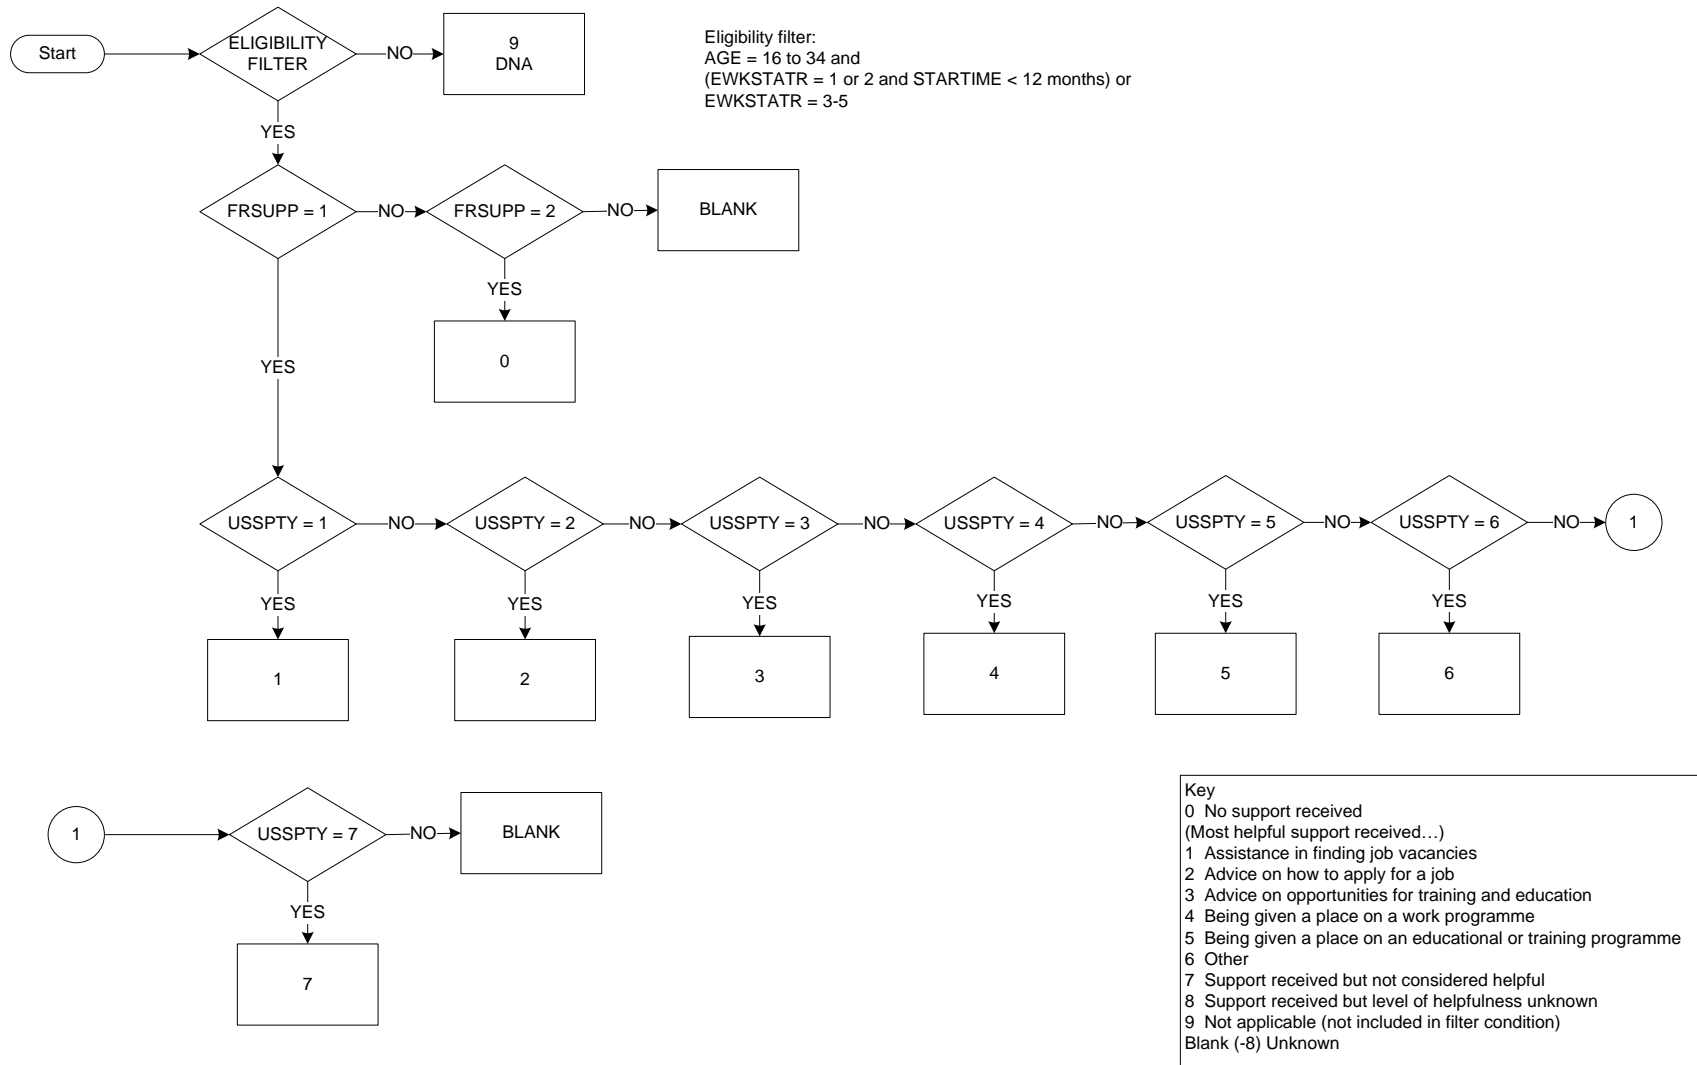 Start
ELIGIBILITY
FILTER
NO
9
DNA
Eligibility filter:
AGE = 16 to 34 and
(EWKSTATR = 1 or 2 and STARTIME < 12 months) or
EWKSTATR = 3-5
YES
FRSUPP = 1
NO
FRSUPP = 2
NO
BLANK
YES
0
YES
USSPTY = 1
NO
USSPTY = 2
NO
USSPTY = 3
NO
USSPTY = 4
NO
USSPTY = 5
NO
USSPTY = 6
NO
1
YES
YES
YES
YES
YES
YES
1
2
3
4
5
6
1
USSPTY = 7
NO
BLANK
YES
7
Key
0 No support received
(Most helpful support received…)
1 Assistance in finding job vacancies
2 Advice on how to apply for a job
3 Advice on opportunities for training and education
4 Being given a place on a work programme
5 Being given a place on an educational or training programme
6 Other
7 Support received but not considered helpful
8 Support received but level of helpfulness unknown
9 Not applicable (not included in filter condition)
Blank (-8) Unknown